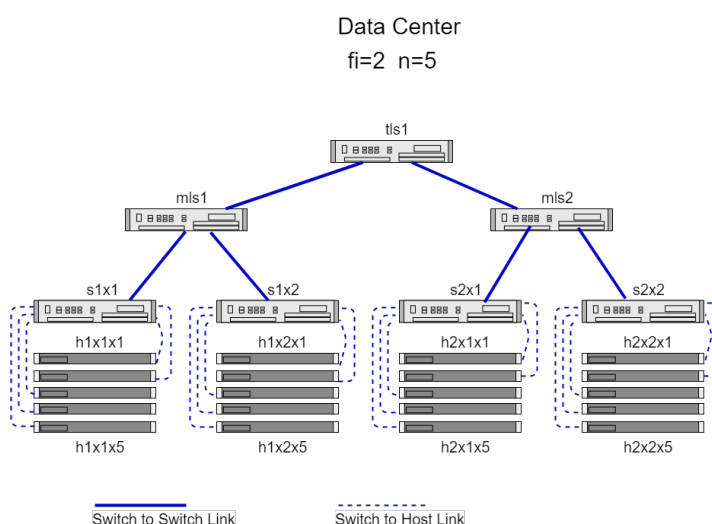 Data Center
fi=2 n=5
tls1
mls1
mls2
s1x1
s1x2
s2x1
s2x2
h1x1x1
h1x2x1
h2x1x1
h2x2x1
h1x1x5
h1x2x5
h2x1x5
h2x2x5
Switch to Switch Link
Switch to Host Link